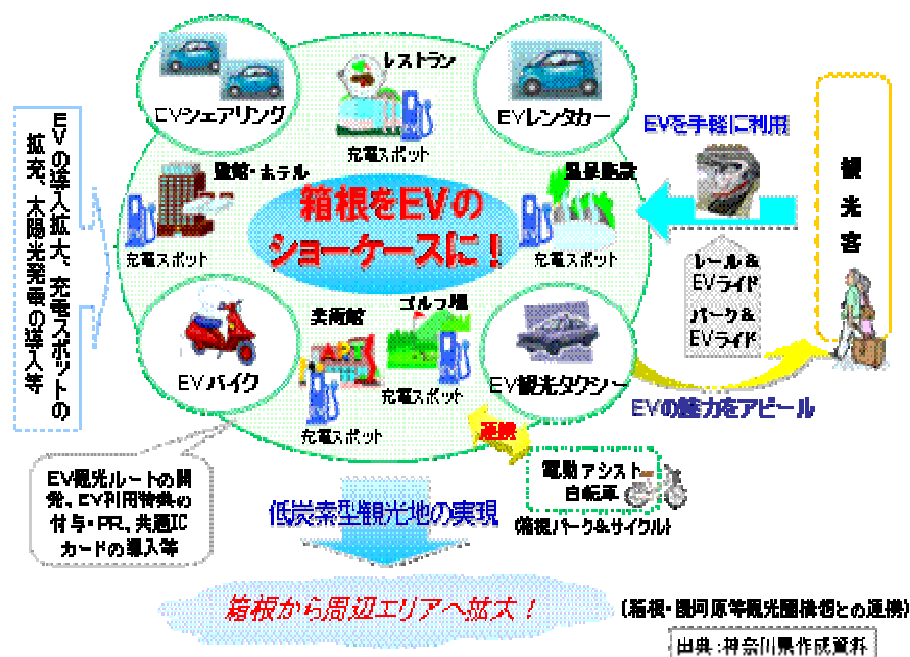 EVシェアリング
レストラン
充電スポット
EVレンタカー
EVを手軽に利用
観光客
EVの導入拡大、充電スポットの
拡充、太陽光発電の導入等
旅館・ホテル
充電スポット
箱根をEVの
ショーケースに!
温泉施設
充電スポット
レール&
EVライド
パーク&
EVライド
EVバイク
美術館
ART
充電スポット
ゴルフ場
充電スポット
EV観光タクシー
EVの魅力をアピール
連携
電動アシスト
自転車
(箱根パーク&サイクル)
EV観光ルートの開
発、EV利用特典の
付与・PR、共通IC
カードの導入等
低炭素型観光地の実現
箱根から周辺エリアへ拡大!
(箱根・湯河原等観光圏構想との連携)
出典:神奈川県作成資料